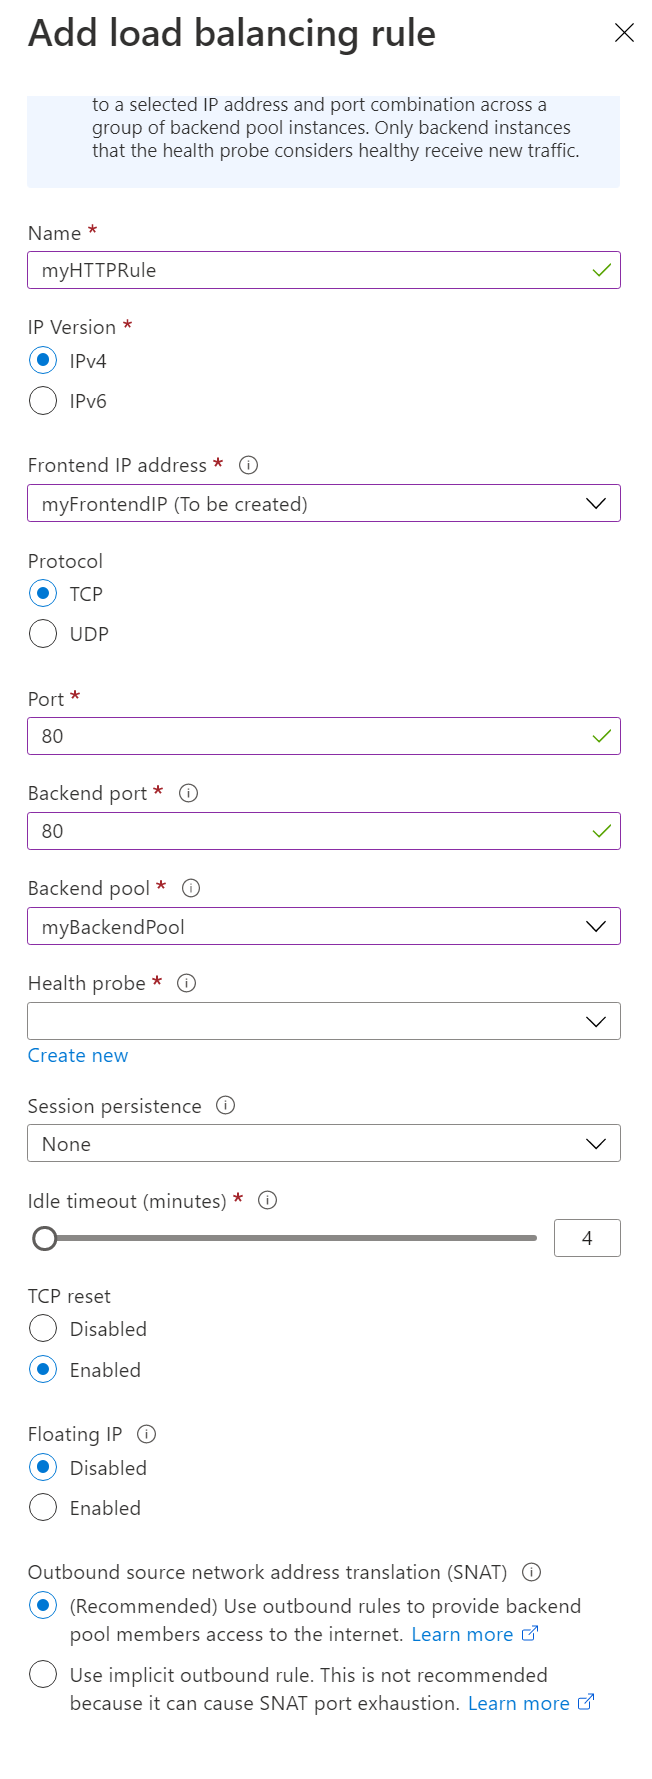 Add load balancing rule
to a selected IP address and port combination across a
group of backend pool instances. Only backend instances
that the health probe considers healthy receive new traffic.
Name *
myHTTPRule
IP Version *
IPv4
IPv6
Frontend IP address *
myFrontendIP (To be created)
Protocol
TCP
UDP
Port *
80
Backend port *
80
Backend pool *
myBackendPool
Health probe *
Create new
Session persistence
None
Idle timeout (minutes) *
4
TCP reset
Disabled
Enabled
Floating IP
Disabled
Enabled
Outbound source network address translation (SNAT)
(Recommended) Use outbound rules to provide backend
pool members access to the internet. Learn more
Use implicit outbound rule. This is not recommended
because it can cause SNAT port exhaustion. Learn more